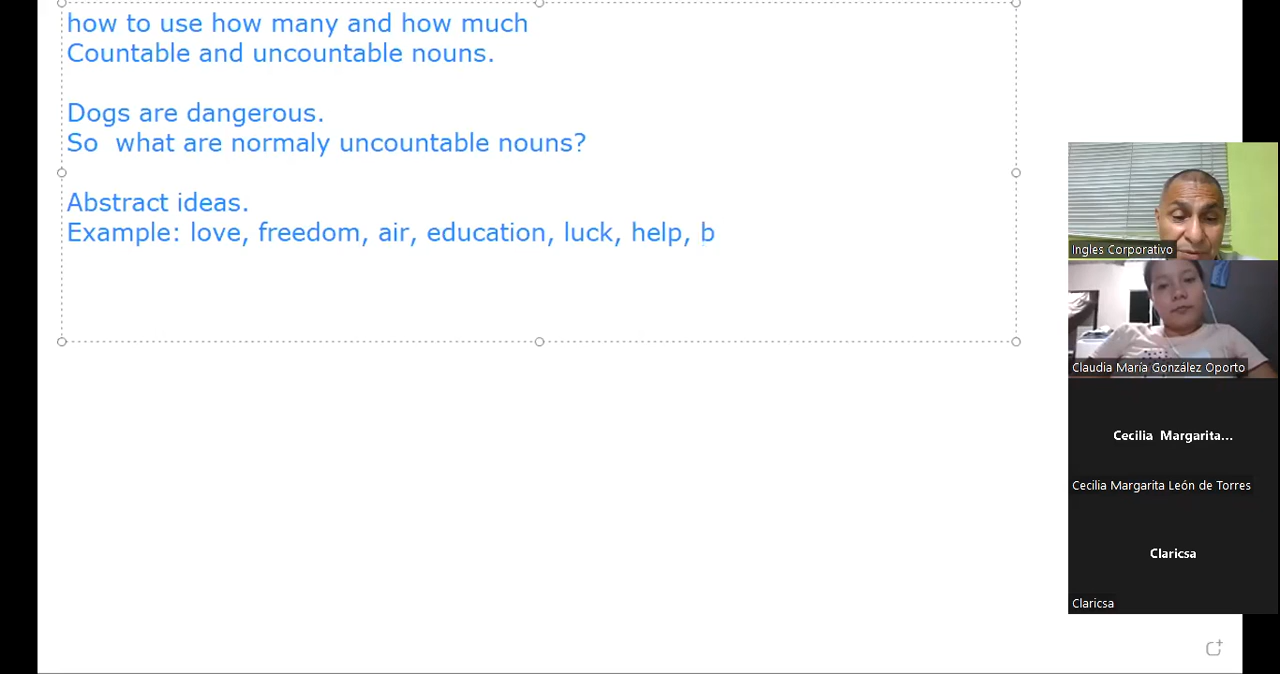 how to use how many and how much
Countable and uncountable nouns.
Dogs are dangerous.
So  what are normaly uncountable nouns?
Abstract ideas.
Example: love, freedom, air, education, luck, help, b
Ingles Corporativo
Claudia María González Oporto
Cecilia Margarita...
Cecilia Margarita León de Torres
Claricsa
Claricsa